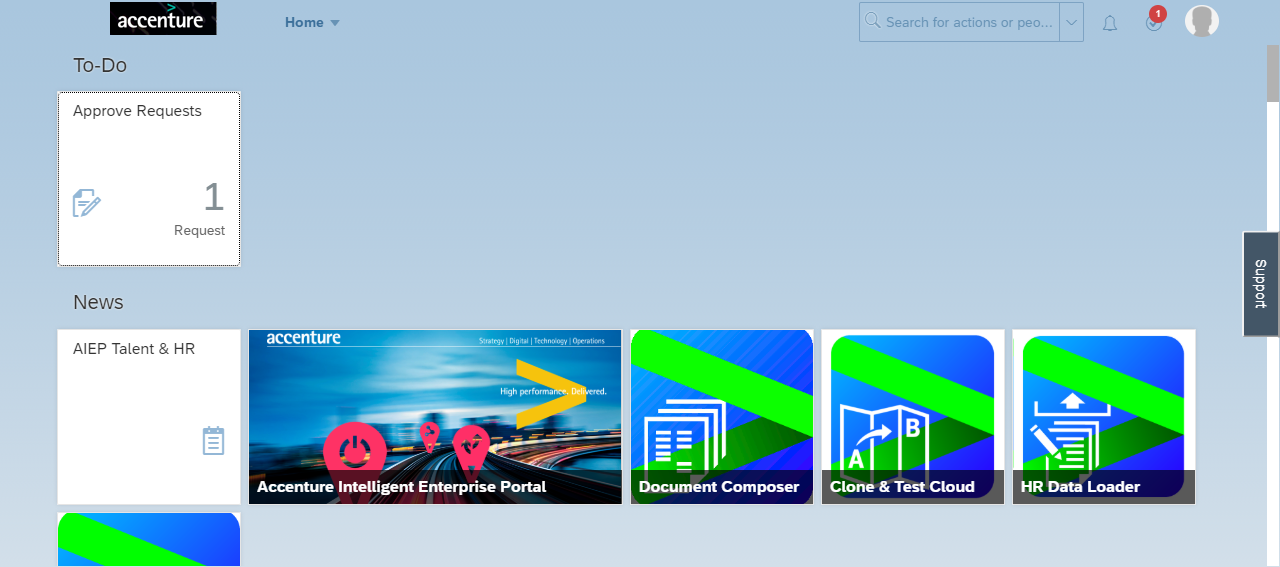 accenture
Home
Search for actions or peo...
1
To-Do
Approve Requests
1
Request
Support
News
AIEP Talent & HR
accenture
Strategy | Digital | Technology | Operations
High performance. Delivered.
Accenture Intelligent Enterprise Portal
Document Composer
A
B
Clone & Test Cloud
HR Data Loader